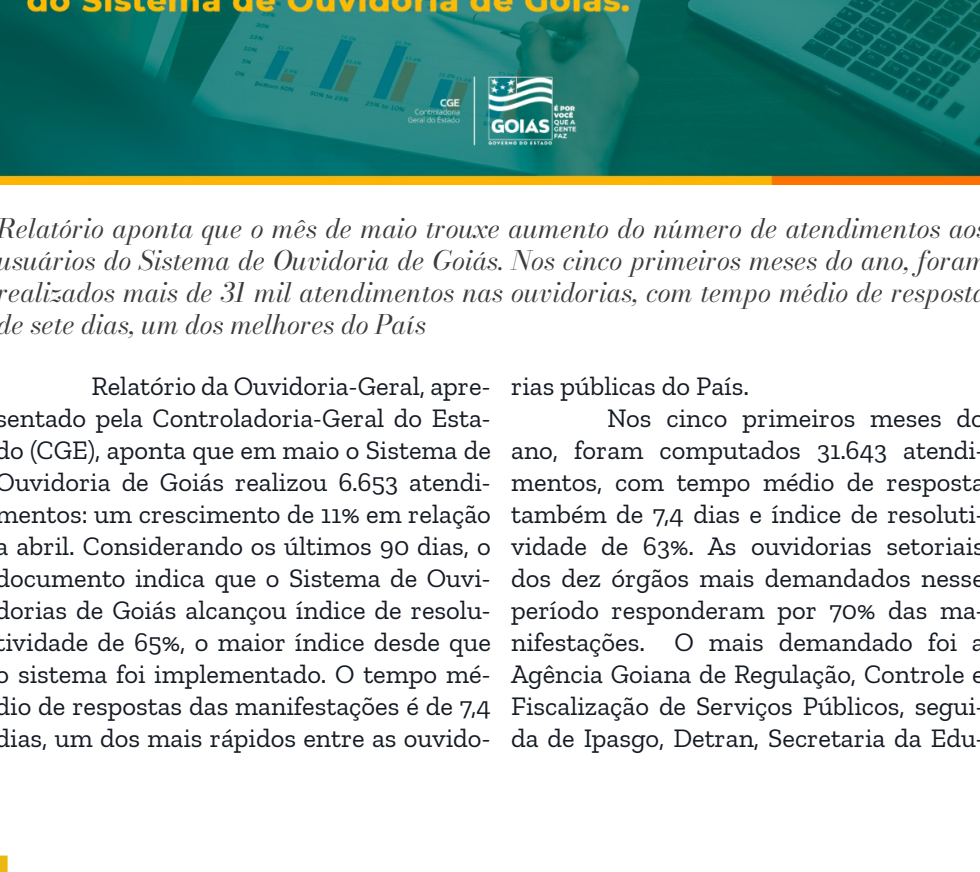 do Sistema de Ouvidoria de Goiás.
CGE
Controladoria
Geral do Estado
GOIÁS
GOVERNO DO ESTADO
É POR
VOCÊ
QUE A
GENTE
FAZ
Relatório aponta que o mês de maio trouxe aumento do número de atendimentos aos
usuários do Sistema de Ouvidoria de Goiás. Nos cinco primeiros meses do ano, foram
realizados mais de 31 mil atendimentos nas ouvidorias, com tempo médio de resposta
de sete dias, um dos melhores do País
Relatório da Ouvidoria-Geral, apre-
sentado pela Controladoria-Geral do Esta-
do (CGE), aponta que em maio o Sistema de
Ouvidoria de Goiás realizou 6.653 atendi-
mentos: um crescimento de 11% em relação
a abril. Considerando os últimos 90 dias, o
documento indica que o Sistema de Ouvi-
dorias de Goiás alcançou índice de resolu-
tividade de 65%, o maior índice desde que
o sistema foi implementado. O tempo mé-
dio de respostas das manifestações é de 7,4
dias, um dos mais rápidos entre as ouvido-
rias públicas do País.
Nos cinco primeiros meses do
ano, foram computados 31.643 atendi-
mentos, com tempo médio de resposta
também de 7,4 dias e índice de resoluti-
vidade de 63%. As ouvidorias setoriais
dos dez órgãos mais demandados nesse
período responderam por 70% das ma-
nifestações. O mais demandado foi a
Agência Goiana de Regulação, Controle e
Fiscalização de Serviços Públicos, segui-
da de Ipasgo, Detran, Secretaria da Edu-